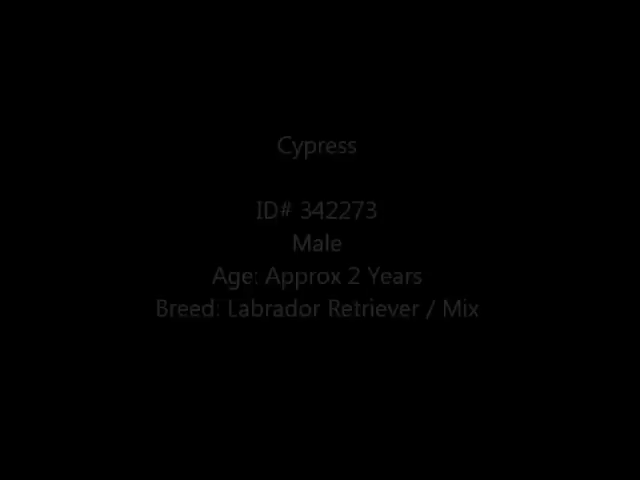 Cypress
ID# 342273
Male
Age: Approx 2 Years
Breed: Labrador Retriever / Mix